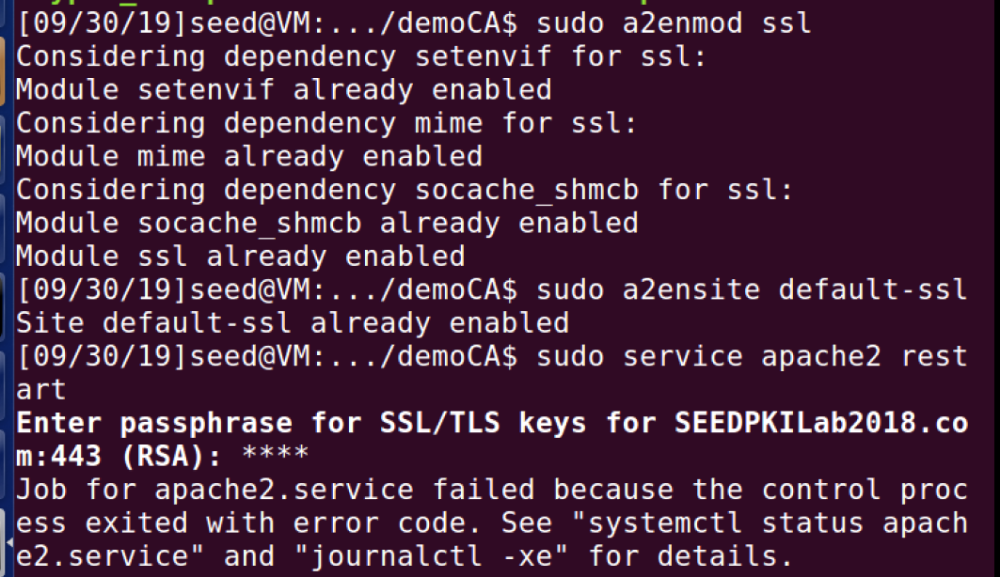 [09/30/19]seed@VM:.../demoCA$ sudo a2enmod ssl
Considering dependency setenvif for ssl:
Module setenvif already enabled
Considering dependency mime for ssl:
Module mime already enabled
Considering dependency socache_shmcb for ssl:
Module socache_shmcb already enabled
Module ssl already enabled
[09/30/19]seed@VM:.../demoCA$ sudo a2ensite default-ssl
Site default-ssl already enabled
[09/30/19]seed@VM:.../demoCA$ sudo service apache2 rest
art
Enter passphrase for SSL/TLS keys for SEEDPKILab2018.co
m:443 (RSA): ****
Job for apache2.service failed because the control proc
ess exited with error code. See "systemctl status apach
e2.service" and "journalctl -xe" for details.